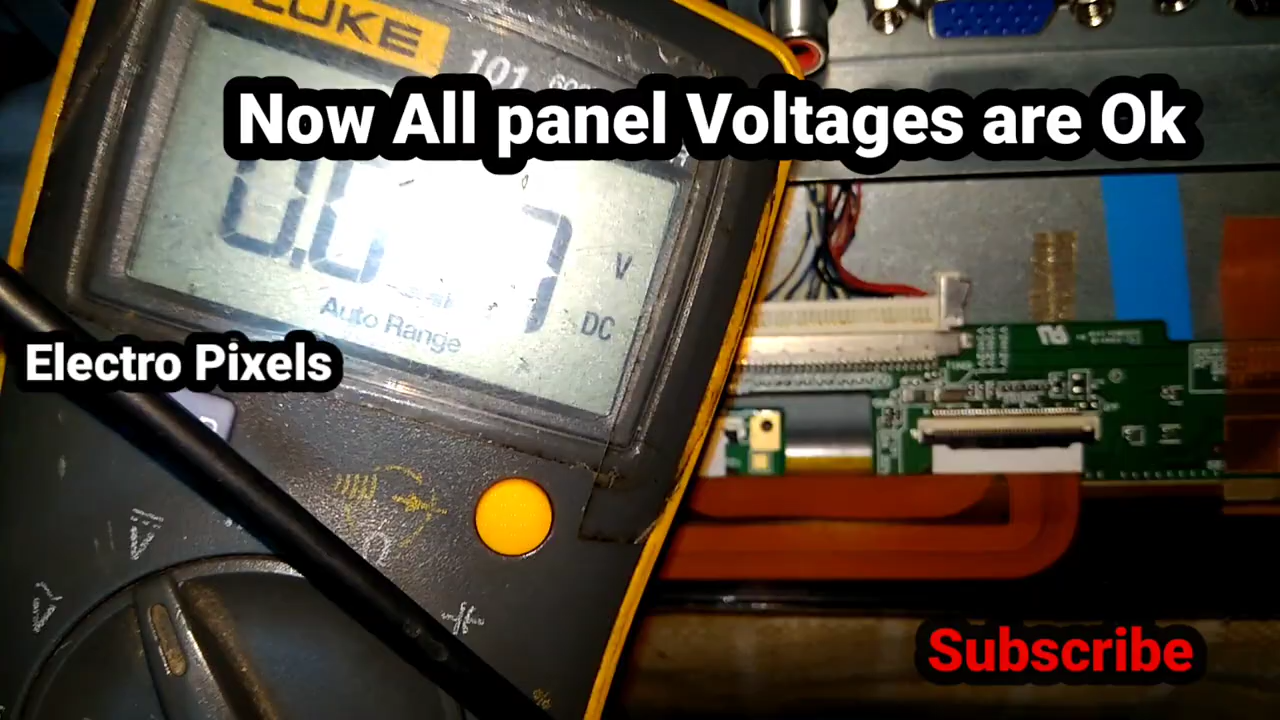 LUKE
101
Now All panel Voltages are Ok
V
DC
Auto Range
Electro Pixels
Subscribe